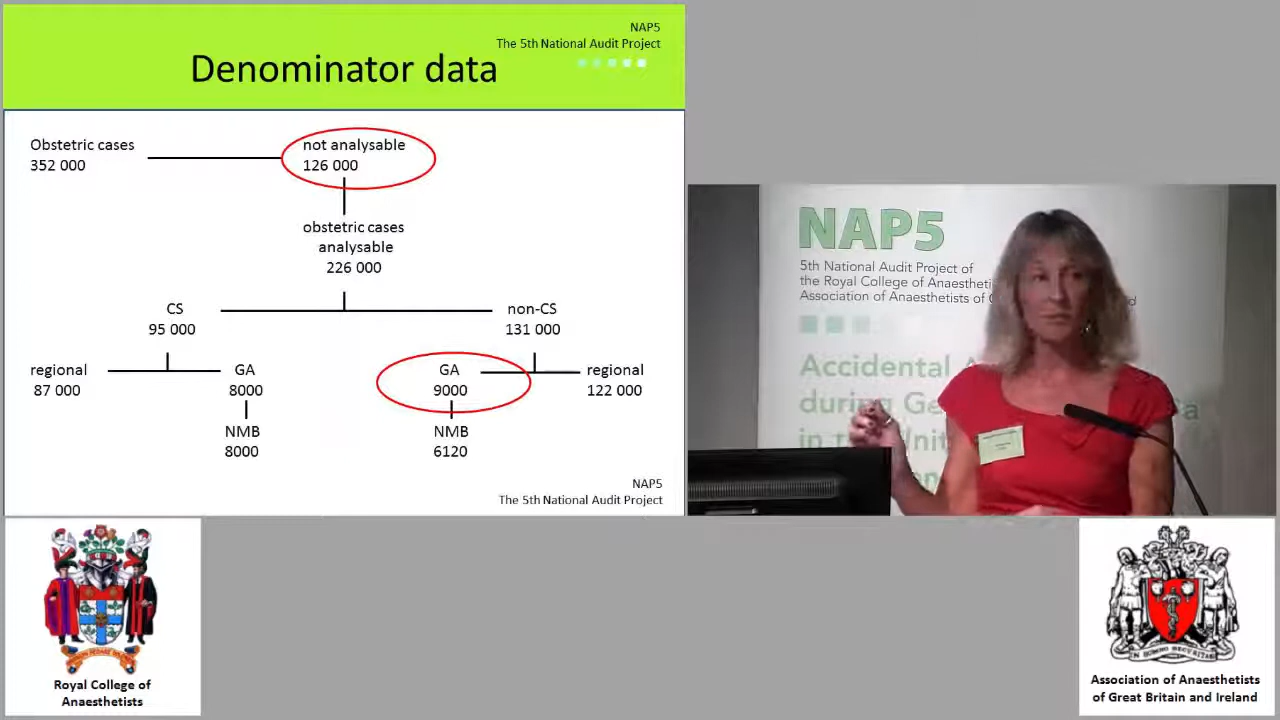 NAP5
The 5th National Audit Project
Denominator data
Obstetric cases
352 000
not analysable
126 000
obstetric cases
analysable
226 000
CS
95 000
non-CS
131 000
regional
87 000
GA
8000
GA
9000
regional
122 000
NMB
8000
NMB
6120
NAP5
The 5th National Audit Project
NAP5
5th National Audit Project of
the Royal College of
Association of Anaesthetists of
Accidental
during
in
Royal College of
Anaesthetists
Association of Anaesthetists
of Great Britain and Ireland